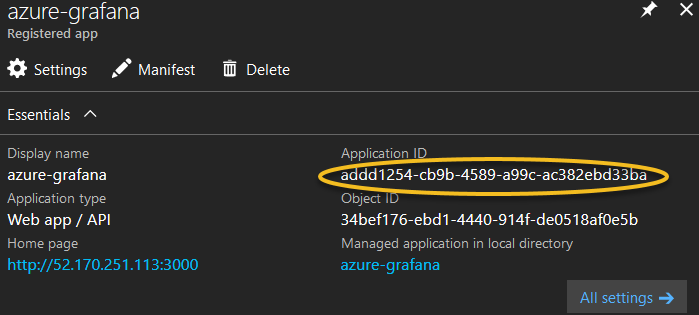 azure-grafana
Registered app
Settings Manifest Delete
Essentials
Display name
azure-grafana
Application type
Web app / API
Home page
http://52.170.251.113:3000
Application ID
addd1254-cb9b-4589-a99c-ac382ebd33ba
Object ID
34bef176-ebd1-4440-914f-de0518af0e5b
Managed application in local directory
azure-grafana
All settings